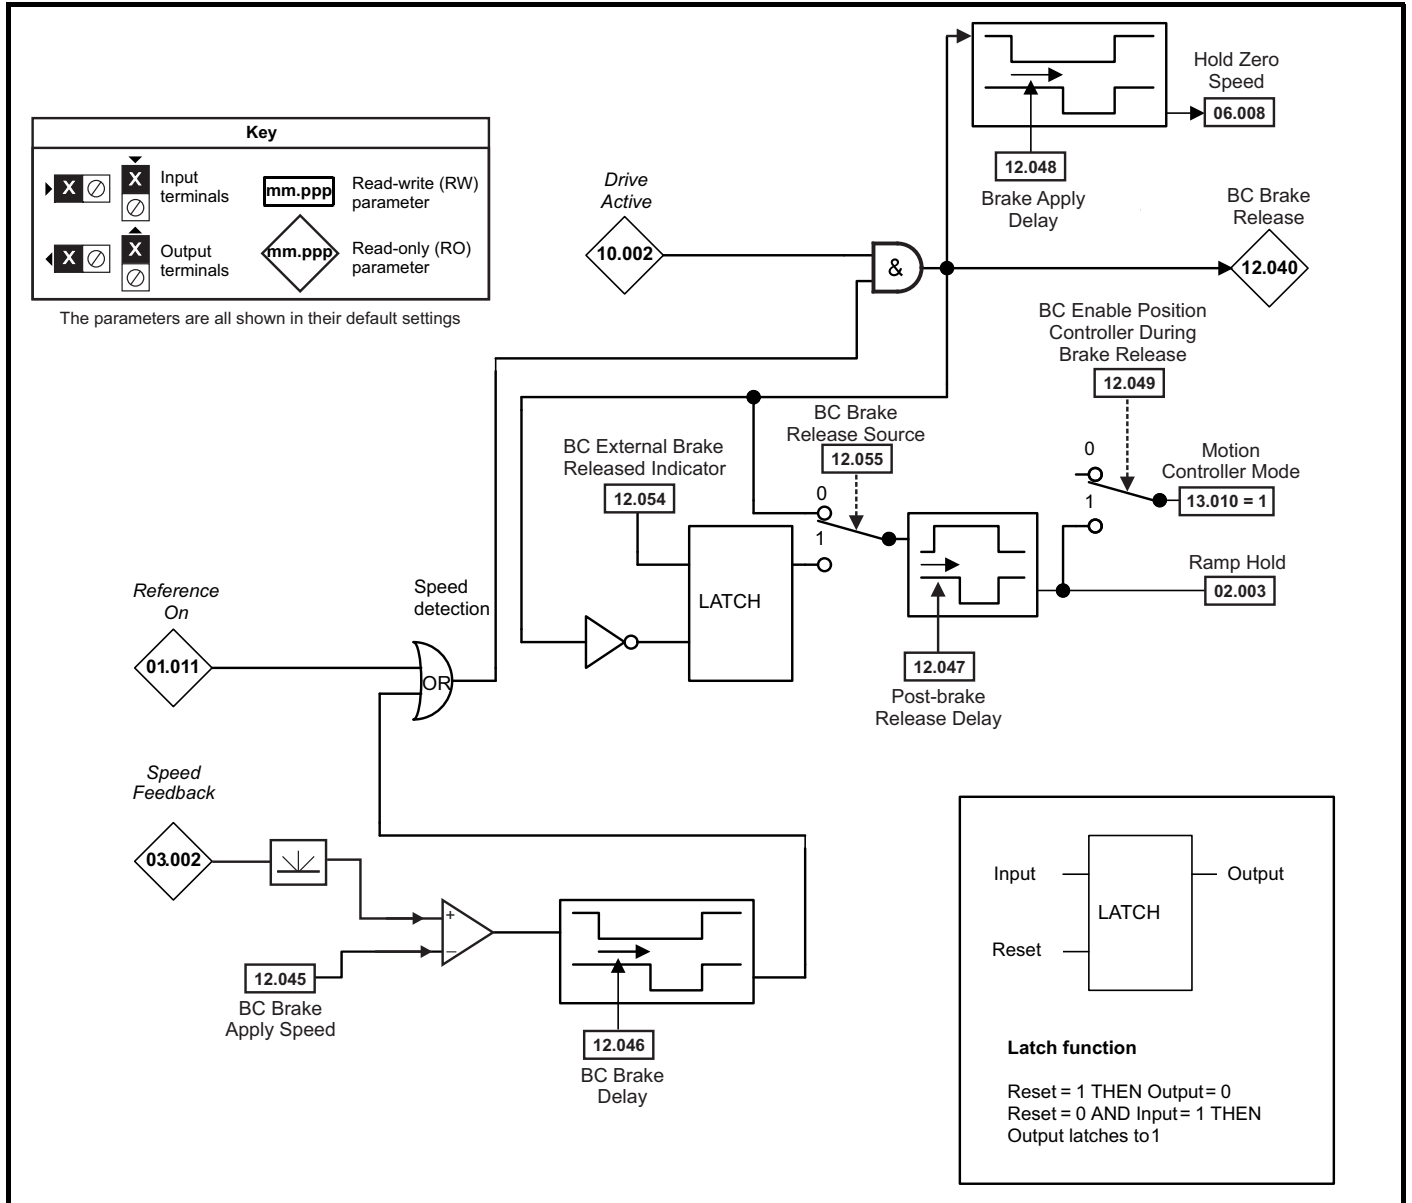 Key
X
X
Input
terminals
mm.ppp
Read-write (RW)
parameter
X
X
Output
terminals
mm.ppp
Read-only (RO)
parameter
The parameters are all shown in their default settings
Hold Zero
Speed
06.008
12.048
Brake Apply
Delay
Drive
Active
10.002
&
BC Brake
Release
12.040
BC Enable Position
Controller During
Brake Release
12.049
BC Brake
Release Source
12.055
BC External Brake
Released Indicator
12.054
0
1
LATCH
0
1
Motion
Controller Mode
13.010 = 1
Ramp Hold
02.003
12.047
Post-brake
Release Delay
Reference
On
01.011
Speed
detection
OR
Speed
Feedback
03.002
+
−
12.045
BC Brake
Apply Speed
12.046
BC Brake
Delay
Input
Reset
LATCH
Output
Latch function
Reset = 1 THEN Output = 0
Reset = 0 AND Input = 1 THEN
Output latches to 1